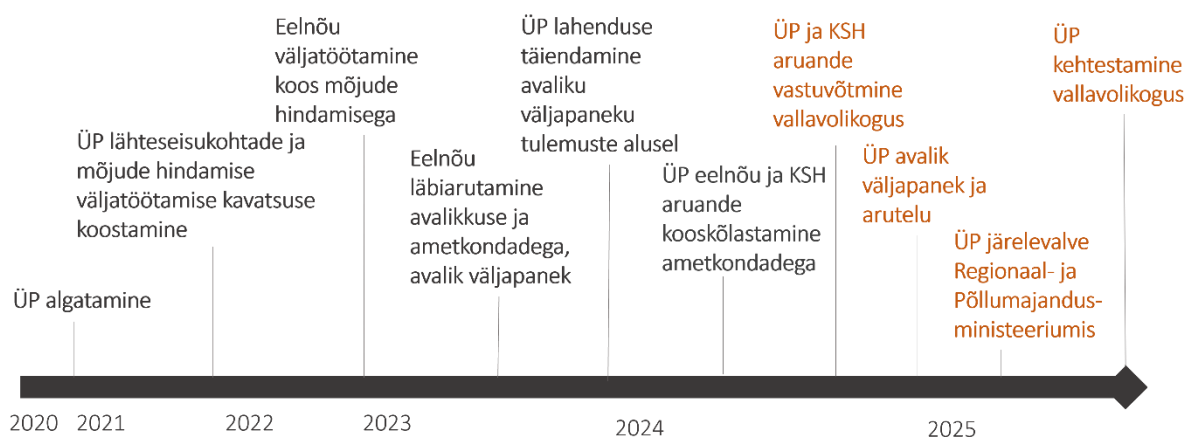 ÜP algatamine
ÜP lähteseisukohtade ja
mõjude hindamise
väljatöötamise kavatsuse
koostamine
Eelnõu
väljatöötamine
koos mõjude
hindamisega
Eelnõu
läbiarutamine
avalikkuse ja
ametkondadega,
avalik väljapanek
ÜP lahenduse
täiendamine
avaliku
väljapaneku
tulemuste alusel
ÜP eelnõu ja KSH
aruande
kooskõlastamine
ametkondadega
ÜP ja KSH
aruande
vastuvõtmine
vallavolikogus
ÜP avalik
väljapanek ja
arutelu
ÜP järelevalve
Regionaal- ja
Põllumajandus-
ministeeriumis
ÜP
kehtestamine
vallavolikogus
2020 2021 2022 2023 2024 2025